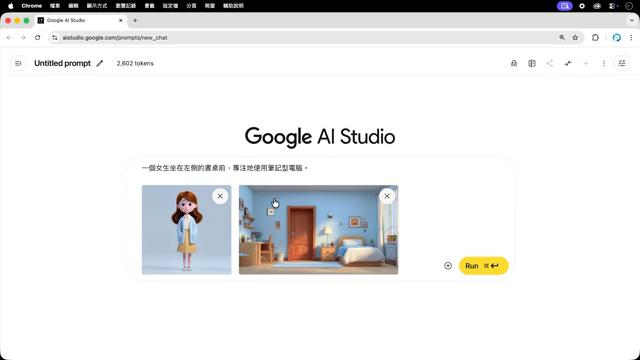 Chrome 檔案 編輯 顯示方式 瀏覽記錄 書籤 設定檔 分頁 視窗 輔助說明
Google AI Studio
aistudio.google.com/prompts/new_chat
Untitled prompt 2,602 tokens
Google AI Studio
一個女生坐在左側的書桌前，專注地使用筆記型電腦。
Run ⌘ ↵